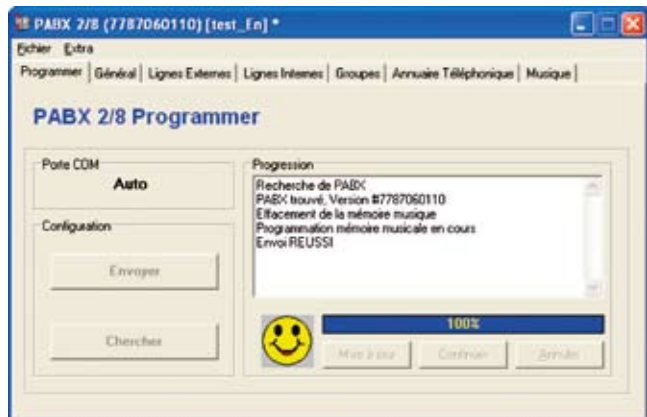 PABX 2/8 (7787060110) [test_En] *
Fichier Extra
Programmer Général Lignes Externes Lignes Internes Groupes Annuaire Téléphonique Musique
PABX 2/8 Programmer
Porte COM
Auto
Configuration
Envoyer
Chercher
Progression
Recherche de PABX
PABX trouvé, Version #7787060110
Effacement de la mémoire musique
Programmation mémoire musicale en cours
Envoi REUSSI
100%
Mise à jour Continuer Annuler